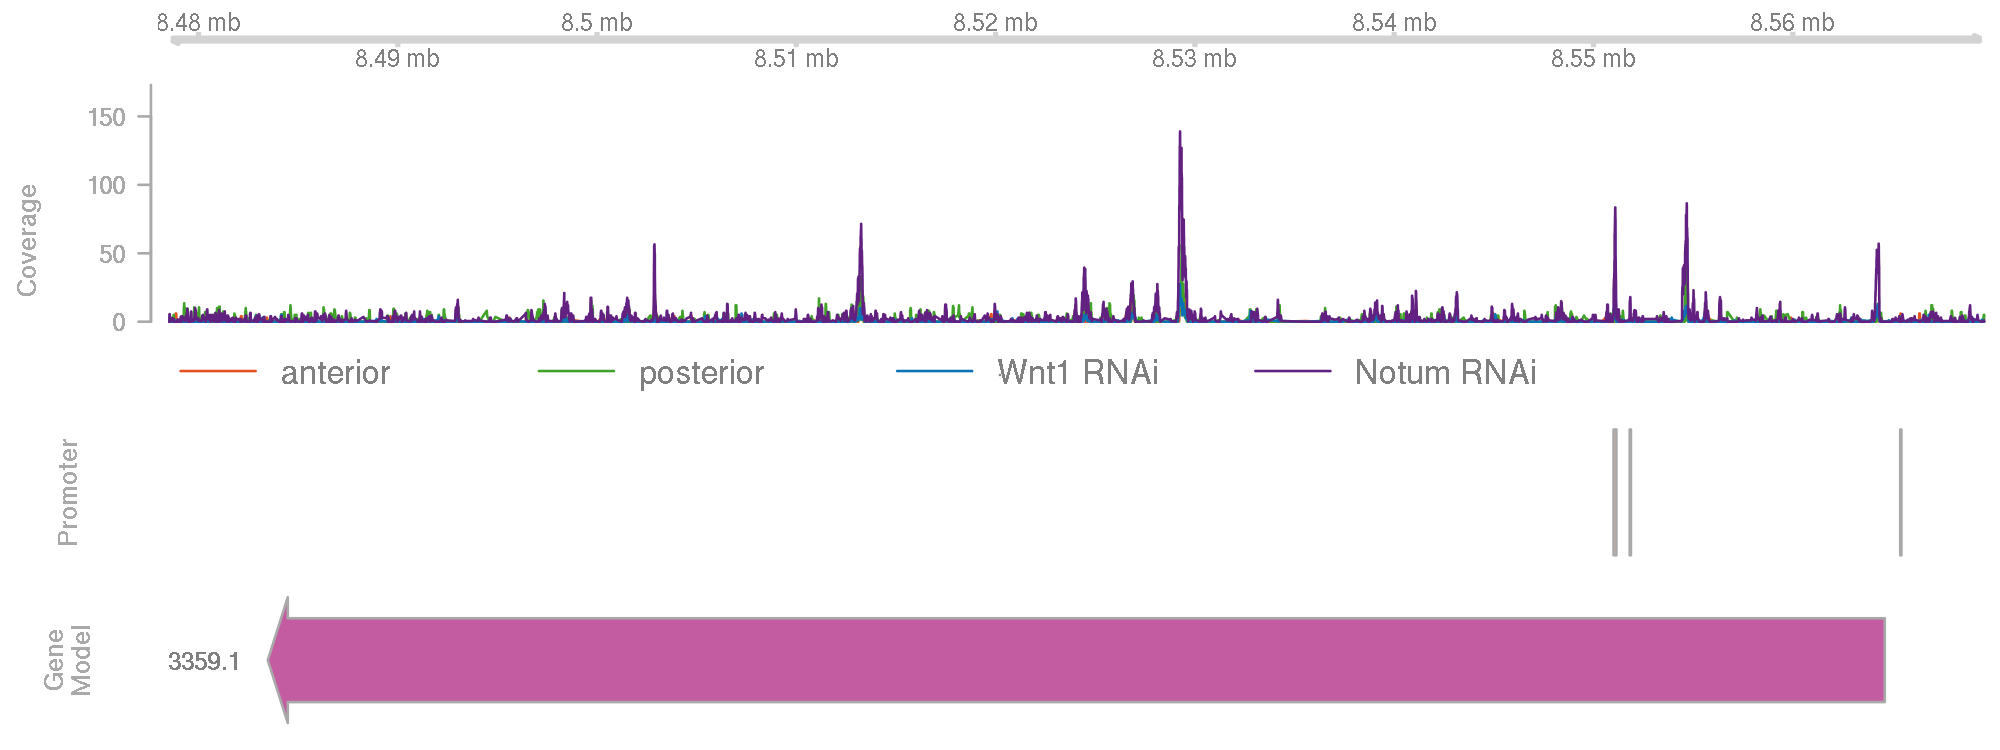 8.48 mb 8.5 mb 8.52 mb 8.54 mb 8.56 mb
8.49 mb 8.51 mb 8.53 mb 8.55 mb
Coverage
150
100
50
0
anterior posterior Wnt1 RNAi Notum RNAi
Promoter
Gene
Model
3359.1